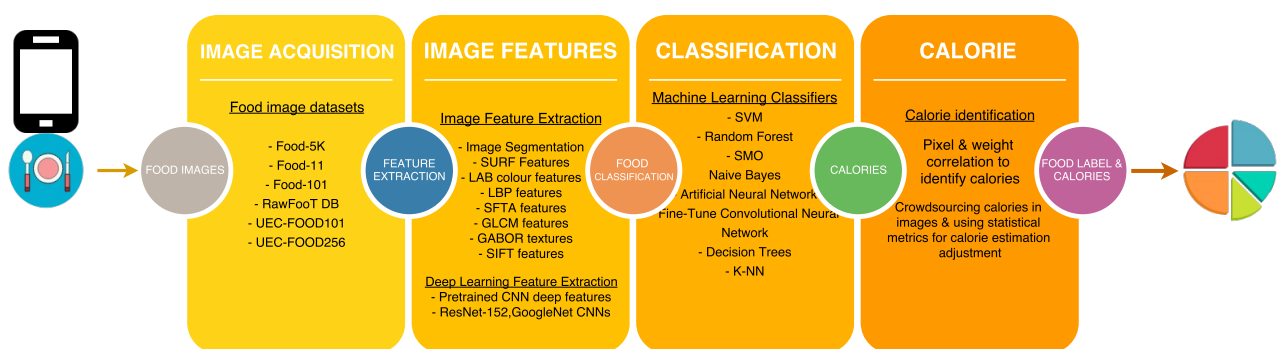 IMAGE ACQUISITION
Food image datasets
- Food-5K
- Food-11
- Food-101
- RawFooT DB
- UEC-FOOD101
- UEC-FOOD256
FOOD IMAGES
IMAGE FEATURES
Image Feature Extraction
- Image Segmentation
- SURF Features
- LAB colour features
- LBP features
- SFTA features
- GLCM features
- GABOR textures
- SIFT features
Deep Learning Feature Extraction
- Pretrained CNN deep features
- ResNet-152,GoogleNet CNNs
FEATURE
EXTRACTION
CLASSIFICATION
Machine Learning Classifiers
- SVM
- Random Forest
- SMO
Naive Bayes
Artificial Neural Network
Fine-Tune Convolutional Neural
Network
- Decision Trees
- K-NN
FOOD
CLASSIFICATION
CALORIE
Calorie identification
Pixel & weight
correlation to
identify calories
Crowdsourcing calories in
images & using statistical
metrics for calorie estimation
adjustment
CALORIES
FOOD LABEL &
CALORIES